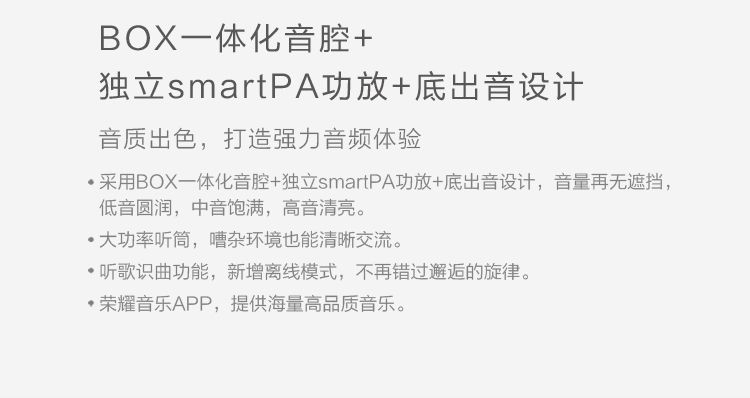 BOX一体化音腔+
独立smartPA功放+底出音设计
音质出色，打造强力音频体验
•采用BOX一体化音腔+独立smartPA功放+底出音设计，音量再无遮挡，
低音圆润，中音饱满，高音清亮。
•大功率听筒，嘈杂环境也能清晰交流。
•听歌识曲功能，新增离线模式，不再错过邂逅的旋律。
•荣耀音乐APP，提供海量高品质音乐。